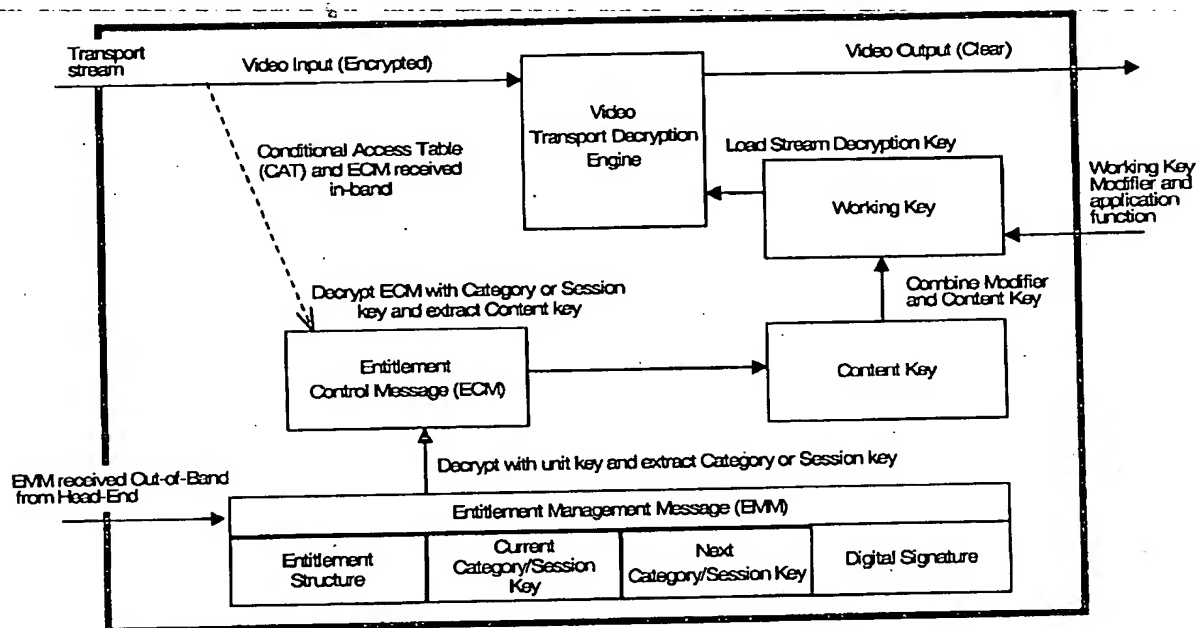 Transport
stream
Video Input (Encrypted)
Video Output (Clear)
Video
Transport Decryption
Engine
Conditional Access Table
(CAT) and ECM received
in-band
Load Stream Decryption Key
Working Key
Modifier and
application
function
Working Key
Decrypt ECM with Category or Session
key and extract Content key
Combine Modifier
and Content Key
Entitlement
Control Message (ECM)
Content Key
Decrypt with unit key and extract Category or Session key
EMM received Out-of-Band
from Head-End
Entitlement Management Message (EMM)
Entitlement
Structure
Current
Category/Session
Key
Next
Category/Session Key
Digital Signature